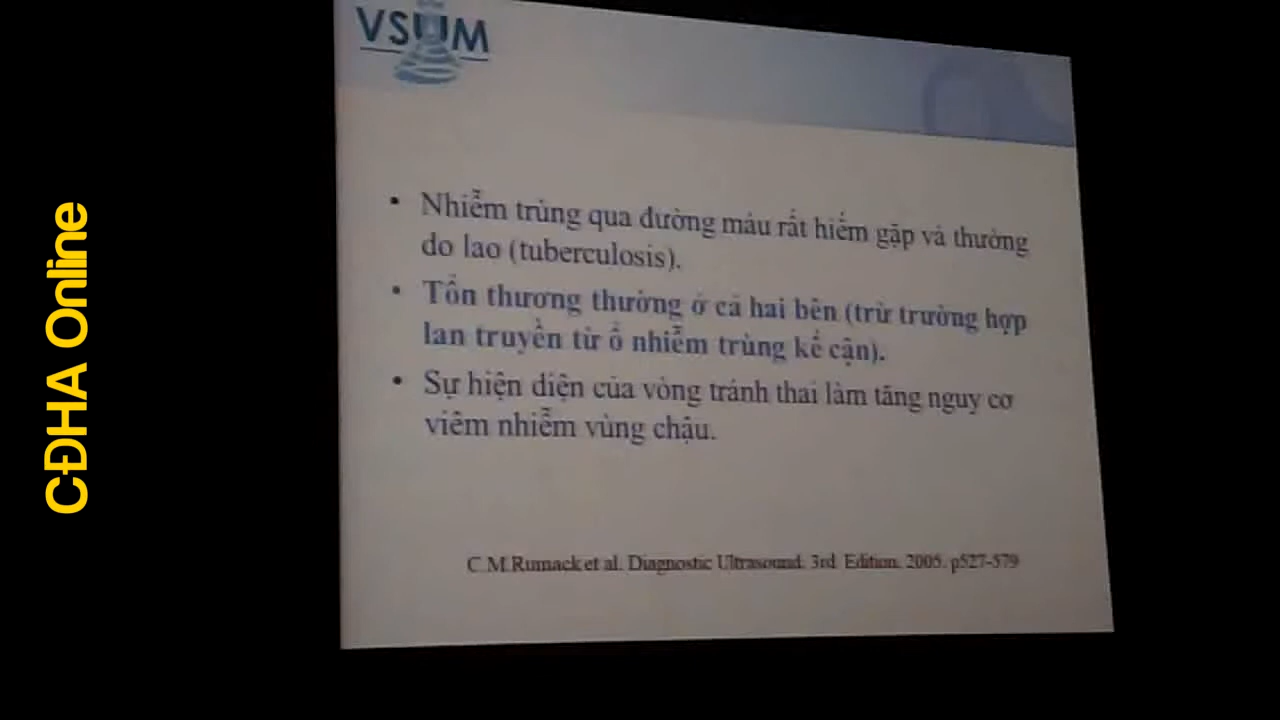 VSUM
CĐHA Online
• Nhiễm trùng qua đường máu rất hiếm gặp và thường
do lao (tuberculosis).
• Tổn thương thường ở cả hai bên (trừ trường hợp
lan truyền từ ổ nhiễm trùng kế cận).
• Sự hiện diện của vòng tránh thai làm tăng nguy cơ
viêm nhiễm vùng chậu.
C.M.Rumack et al. Diagnostic Ultrasound. 3rd Edition. 2005. p527-579